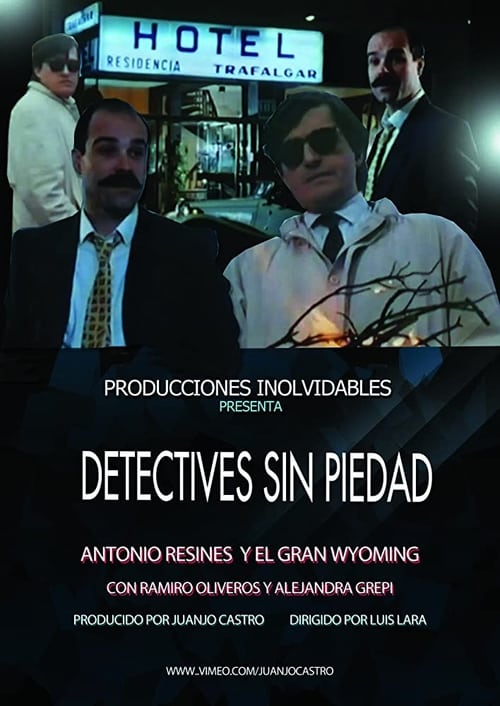 HOTEL
RESIDENCIA TRAFALGAR
PRODUCCIONES INOLVIDABLES
PRESENTA
DETECTIVES SIN PIEDAD
ANTONIO RESINES Y EL GRAN WYOMING
CON RAMIRO OLIVEROS Y ALEJANDRA GREPI
PRODUCIDO POR JUANJO CASTRO DIRIGIDO POR LUIS LARA
WWW..VIMEO.COM/JUANJOCASTRO